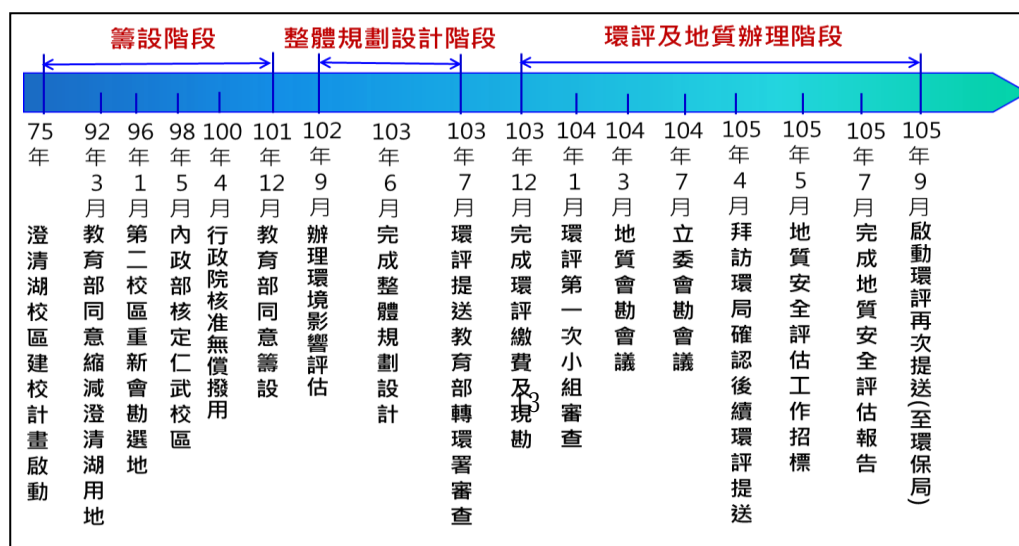 籌設階段
整體規劃設計階段
環評及地質辦理階段
75年
澄清湖校區建校計畫啟動
92年3月
教育部同意縮減澄清湖用地
96年1月
第二校區重新會勘選地
98年5月
內政部核定仁武校區
100年4月
行政院核准無償撥用
101年12月
教育部同意籌設
102年9月
辦理環境影響評估
103年6月
完成整體規劃設計
103年7月
環評提送教育部轉環署審查
103年12月
完成環評繳費及現勘
104年1月
環評第一次小組審查
104年3月
地質會勘會議
104年7月
立委會勘會議
105年4月
拜訪環局確認後續環評提送
105年5月
地質安全評估工作招標
105年7月
完成地質安全評估報告
105年9月
啟動環評再次提送(至環保局)
13